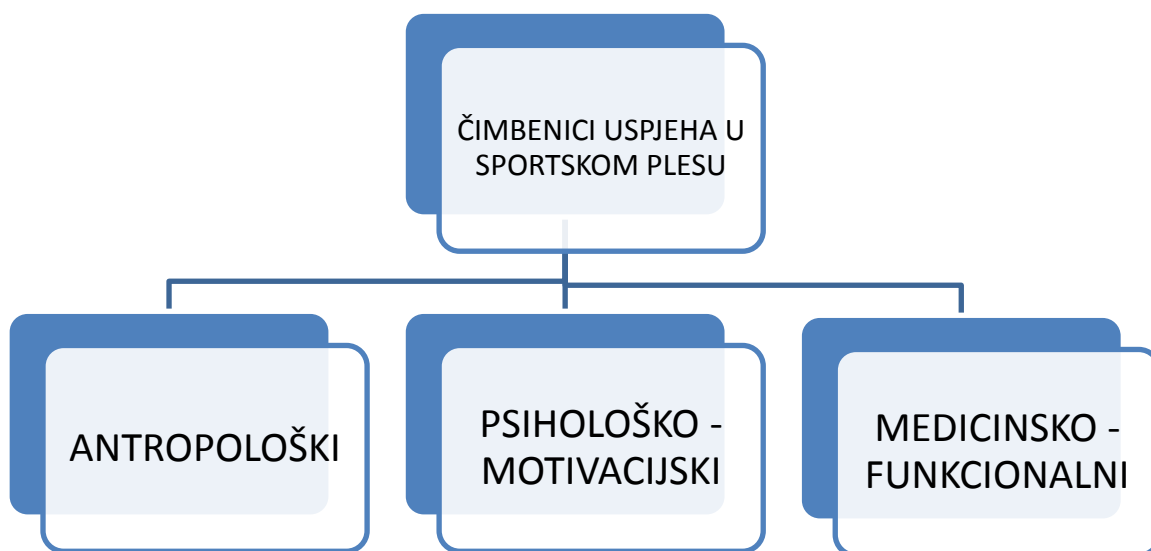 ČIMBENICI USPJEHA U
SPORTSKOM PLESU
ANTROPOLOŠKI
PSIHOLOŠKO -
MOTIVACIJSKI
MEDICINSKO -
FUNKCIONALNI